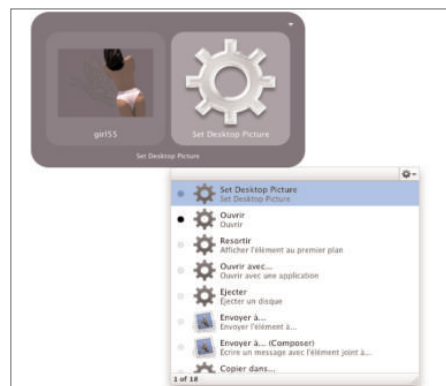 girl55
Set Desktop Picture
Set Desktop Picture
Set Desktop Picture
Set Desktop Picture
Ouvrir
Ouvrir
Ressortir
Afficher l'élément au premier plan
Ouvrir avec...
Ouvrir avec une application
Ejecter
Ejecter un disque
Envoyer à...
Envoyer l'élément à...
Envoyer à... (Composer)
Ecrire un message avec l'élément joint à...
Copier dans...
1 of 18